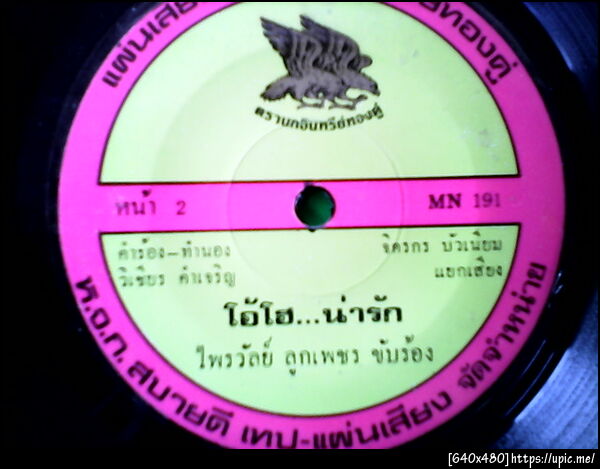 แผ่นเสีย
ทองคู่
ตรานกอินทรีย์ทองคู่
หน้า 2
MN 191
คำร้อง-ทำนอง
วิเชียร คำเจริญ
จิตรกร บัวเนียม
แยกเสียง
โอ้โฮ...น่ารัก
ไพรวัลย์ ลูกเพชร ขับร้อง
ห.จ.ก. สบายดี เทป-แผ่นเสียง จัดจำหน่าย
[640x480]https://upic.me/